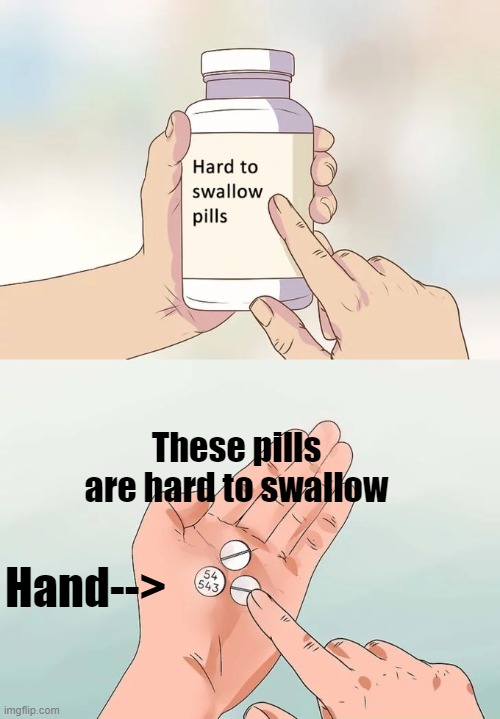 Hard to
swallow
pills
These pills
are hard to swallow
Hand-->
54
543
imgflip.com